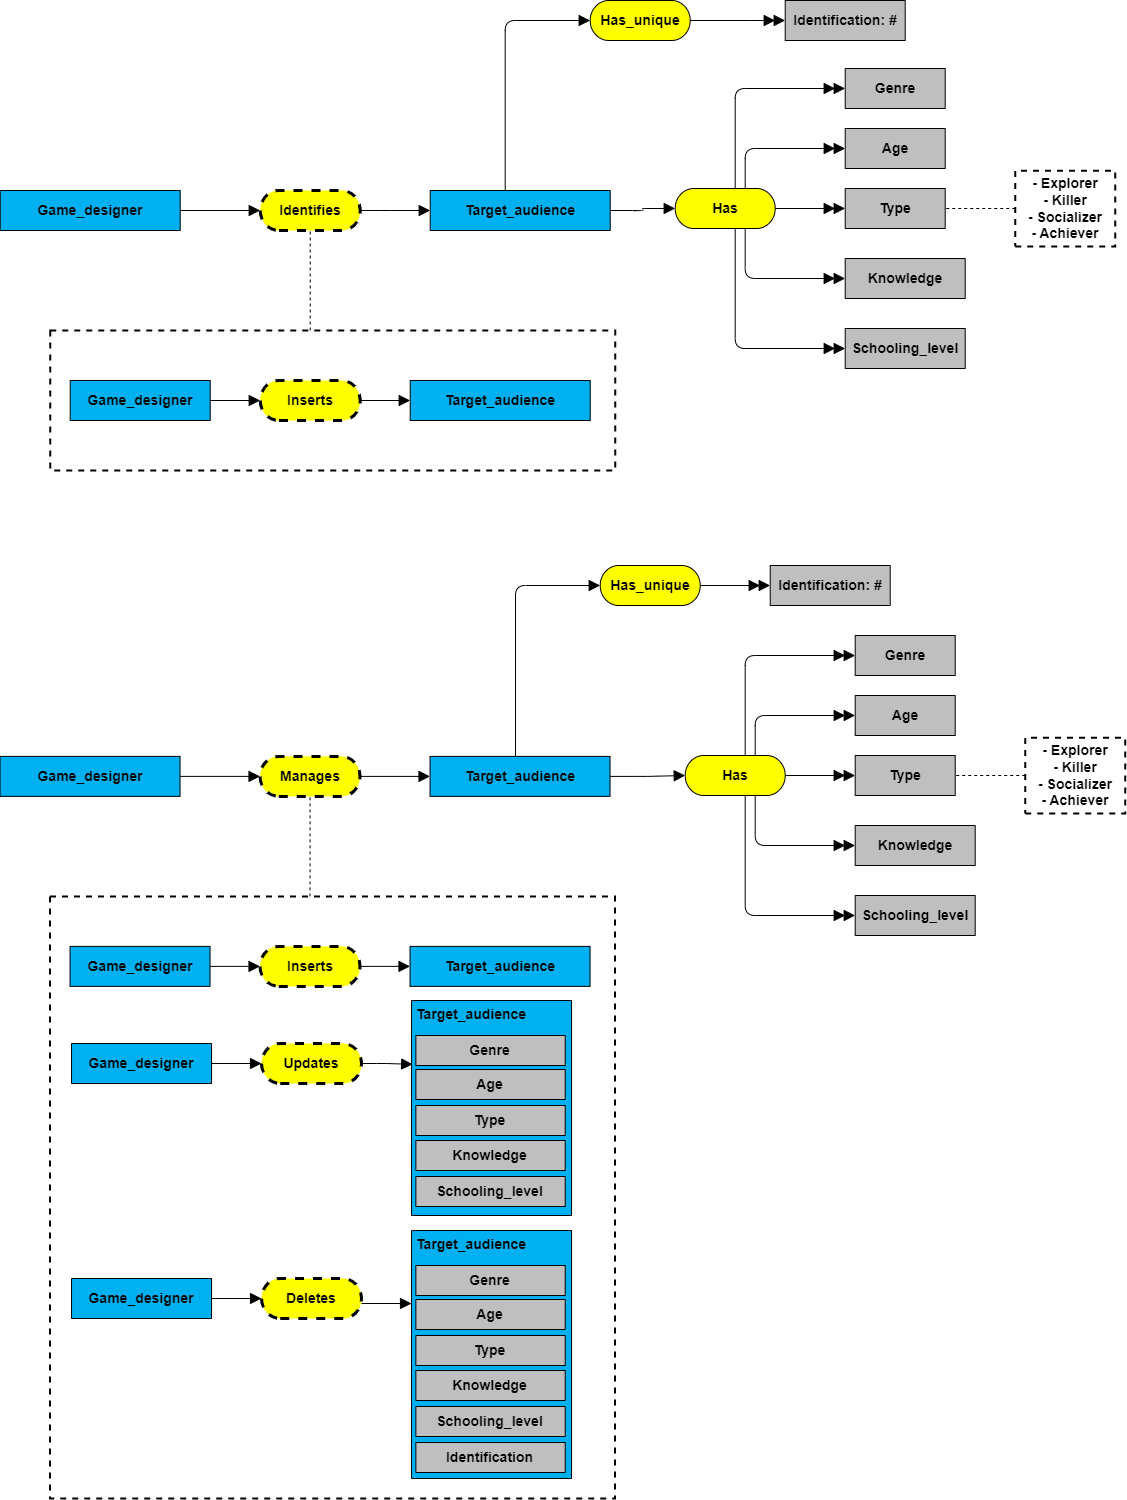 Has_unique
Identification: #
Genre
Age
Game_designer
Identifies
Target_audience
Has
Type
- Explorer
- Killer
- Socializer
- Achiever
Knowledge
Schooling_level
Game_designer
Inserts
Target_audience
Has_unique
Identification: #
Genre
Age
Game_designer
Manages
Target_audience
Has
Type
- Explorer
- Killer
- Socializer
- Achiever
Knowledge
Schooling_level
Game_designer
Inserts
Target_audience
Game_designer
Updates
Target_audience
Genre
Age
Type
Knowledge
Schooling_level
Game_designer
Deletes
Target_audience
Genre
Age
Type
Knowledge
Schooling_level
Identification